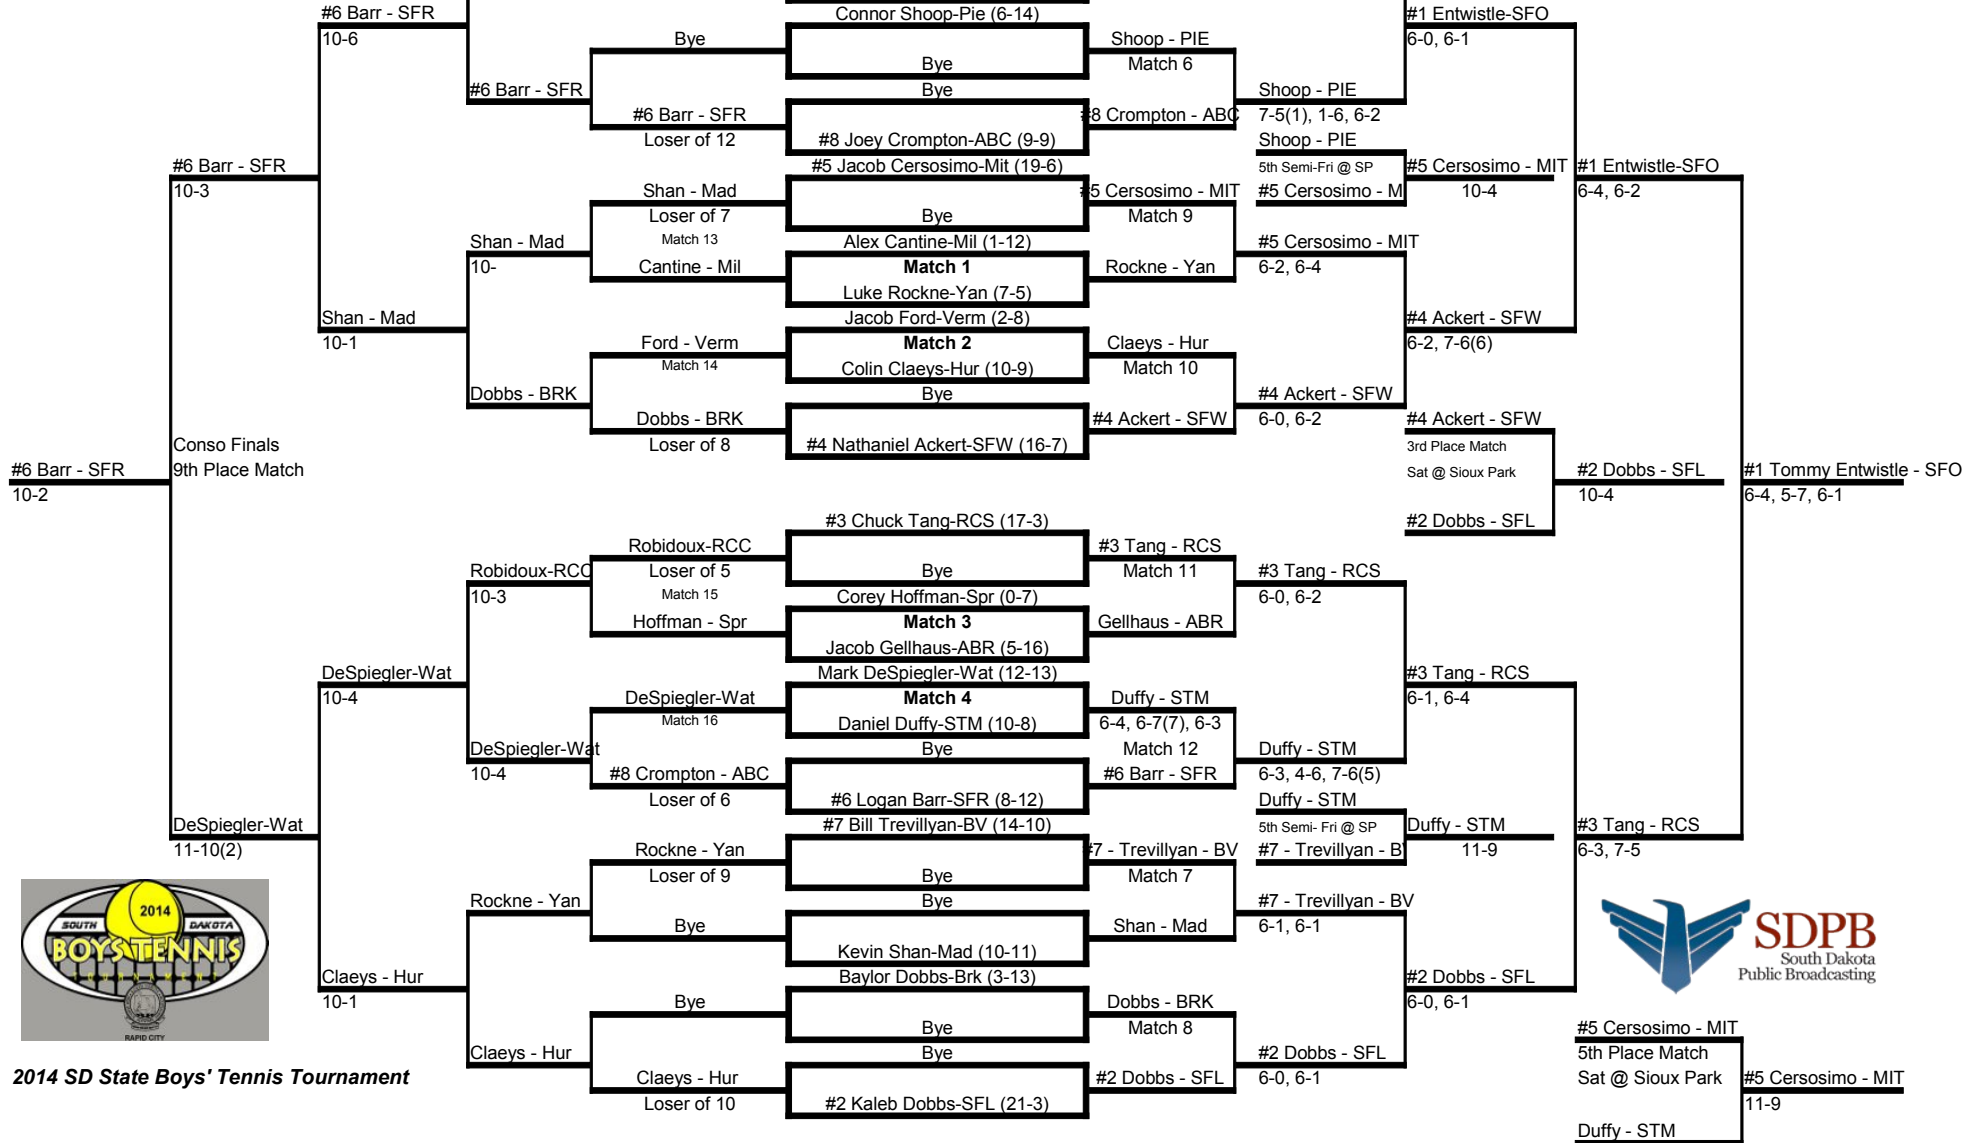 #6 Barr - SFR
10-6
Connor Shoop-Pie (6-14)
#1 Entwistle-SFO
6-0, 6-1
Bye
Bye
Shoop - PIE
Match 6
#6 Barr - SFR
Bye
Shoop - PIE
7-5(1), 1-6, 6-2
#6 Barr - SFR
Loser of 12
#8 Joey Crompton-ABC (9-9)
#8 Crompton - ABC
Shoop - PIE
5th Semi-Fri @ SP
#5 Cersosimo - M
#5 Cersosimo - MIT
10-4
#6 Barr - SFR
10-3
#5 Jacob Cersosimo-Mit (19-6)
#1 Entwistle-SFO
6-4, 6-2
Shan - Mad
Loser of 7
Match 13
Bye
#5 Cersosimo - MIT
Match 9
Shan - Mad
10-
Alex Cantine-Mil (1-12)
Match 1
Luke Rockne-Yan (7-5)
#5 Cersosimo - MIT
6-2, 6-4
Cantine - Mil
Rockne - Yan
Shan - Mad
10-1
Jacob Ford-Verm (2-8)
Match 2
Colin Claeys-Hur (10-9)
#4 Ackert - SFW
6-2, 7-6(6)
Ford - Verm
Match 14
Claeys - Hur
Match 10
Dobbs - BRK
Bye
#4 Ackert - SFW
6-0, 6-2
Dobbs - BRK
Loser of 8
#4 Nathaniel Ackert-SFW (16-7)
#4 Ackert - SFW
#4 Ackert - SFW
3rd Place Match
Sat @ Sioux Park
#2 Dobbs - SFL
Conso Finals
9th Place Match
#6 Barr - SFR
10-2
#2 Dobbs - SFL
10-4
#1 Tommy Entwistle - SFO
6-4, 5-7, 6-1
#3 Chuck Tang-RCS (17-3)
Robidoux-RCC
Loser of 5
Match 15
Bye
#3 Tang - RCS
Match 11
Robidoux-RCC
10-3
#3 Tang - RCS
6-0, 6-2
Corey Hoffman-Spr (0-7)
Match 3
Jacob Gellhaus-ABR (5-16)
Hoffman - Spr
Gellhaus - ABR
DeSpiegler-Wat
10-4
Mark DeSpiegler-Wat (12-13)
Match 4
Daniel Duffy-STM (10-8)
#3 Tang - RCS
6-1, 6-4
DeSpiegler-Wat
Match 16
Duffy - STM
6-4, 6-7(7), 6-3
Match 12
DeSpiegler-Wat
10-4
Bye
Duffy - STM
6-3, 4-6, 7-6(5)
#8 Crompton - ABC
Loser of 6
#6 Logan Barr-SFR (8-12)
#6 Barr - SFR
Duffy - STM
5th Semi- Fri @ SP
#7 - Trevillyan - B
Duffy - STM
11-9
DeSpiegler-Wat
11-10(2)
#7 Bill Trevillyan-BV (14-10)
#3 Tang - RCS
6-3, 7-5
Rockne - Yan
Loser of 9
Bye
#7 - Trevillyan - BV
Match 7
Rockne - Yan
Bye
#7 - Trevillyan - BV
6-1, 6-1
Bye
Kevin Shan-Mad (10-11)
Shan - Mad
Claeys - Hur
10-1
Baylor Dobbs-Brk (3-13)
#2 Dobbs - SFL
6-0, 6-1
Bye
Bye
Dobbs - BRK
Match 8
Claeys - Hur
Bye
#2 Dobbs - SFL
6-0, 6-1
Claeys - Hur
Loser of 10
#2 Kaleb Dobbs-SFL (21-3)
#2 Dobbs - SFL
#5 Cersosimo - MIT
5th Place Match
Sat @ Sioux Park
Duffy - STM
#5 Cersosimo - MIT
11-9
2014
SOUTH DAKOTA
BOYS TENNIS
TOURNAMENT
RAPID CITY
2014 SD State Boys' Tennis Tournament
SDPB
South Dakota
Public Broadcasting